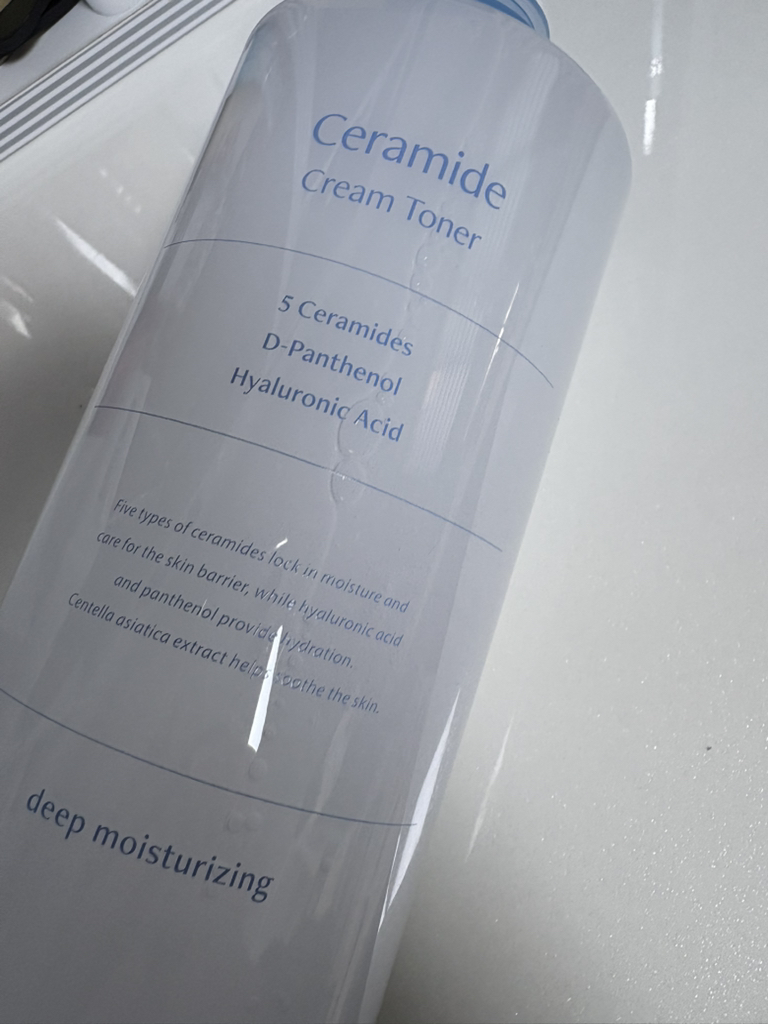 Ceramide
Cream Toner
5 Ceramides
D-Panthenol
Hyaluronic Acid
Five types of ceramides lock in moisture and
care for the skin barrier, while hyaluronic acid
and panthenol provide hydration.
Centella asiatica extract helps soothe the skin.
deep moisturizing